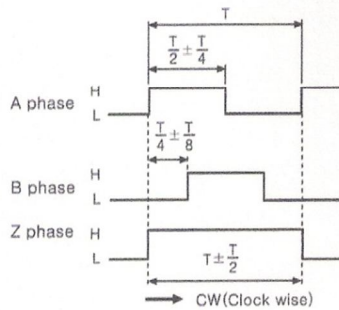 T
T/2 ± T/4
A phase H
L
T/4 ± T/8
B phase H
L
Z phase H
L
T ± T/2
CW(Clock wise)